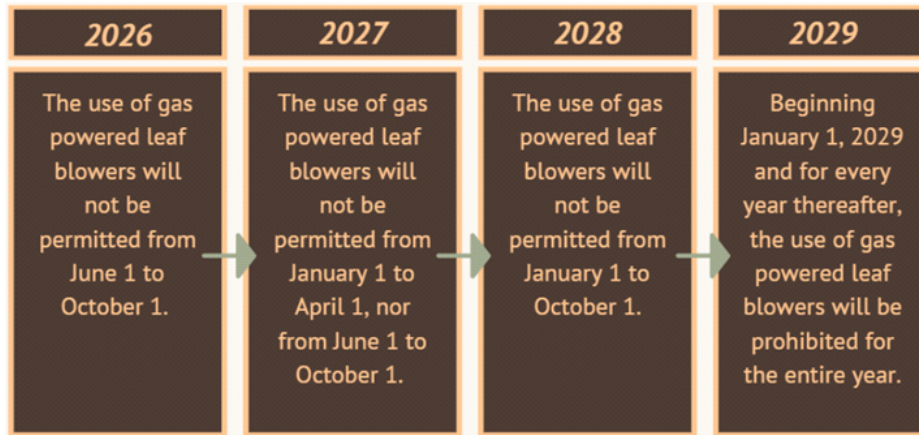 2026
The use of gas
powered leaf
blowers will
not be
permitted from
June 1 to
October 1.
2027
The use of gas
powered leaf
blowers will
not be
permitted from
January 1 to
April 1, nor
from June 1 to
October 1.
2028
The use of gas
powered leaf
blowers will
not be
permitted from
January 1 to
October 1.
2029
Beginning
January 1, 2029
and for every
year thereafter,
the use of gas
powered leaf
blowers will be
prohibited for
the entire year.